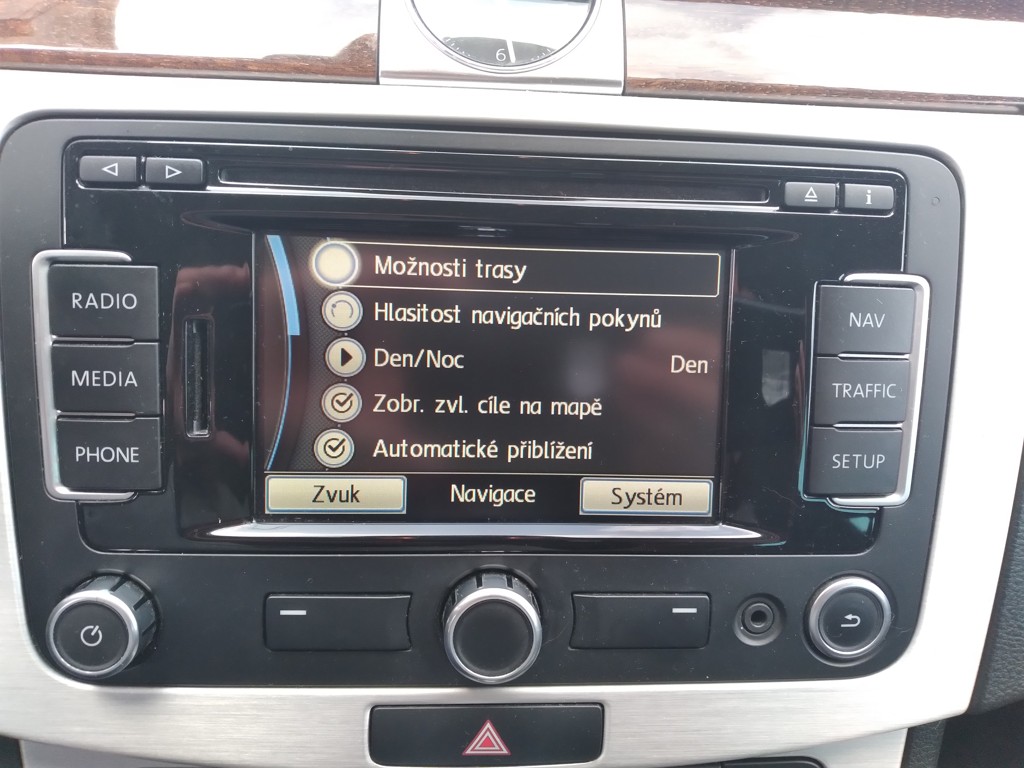 6
i
RADIO
MEDIA
PHONE
Možnosti trasy
Hlasitost navigačních pokynů
Den/Noc Den
Zobr. zvl. cíle na mapě
Automatické přiblížení
Zvuk Navigace Systém
NAV
TRAFFIC
SETUP